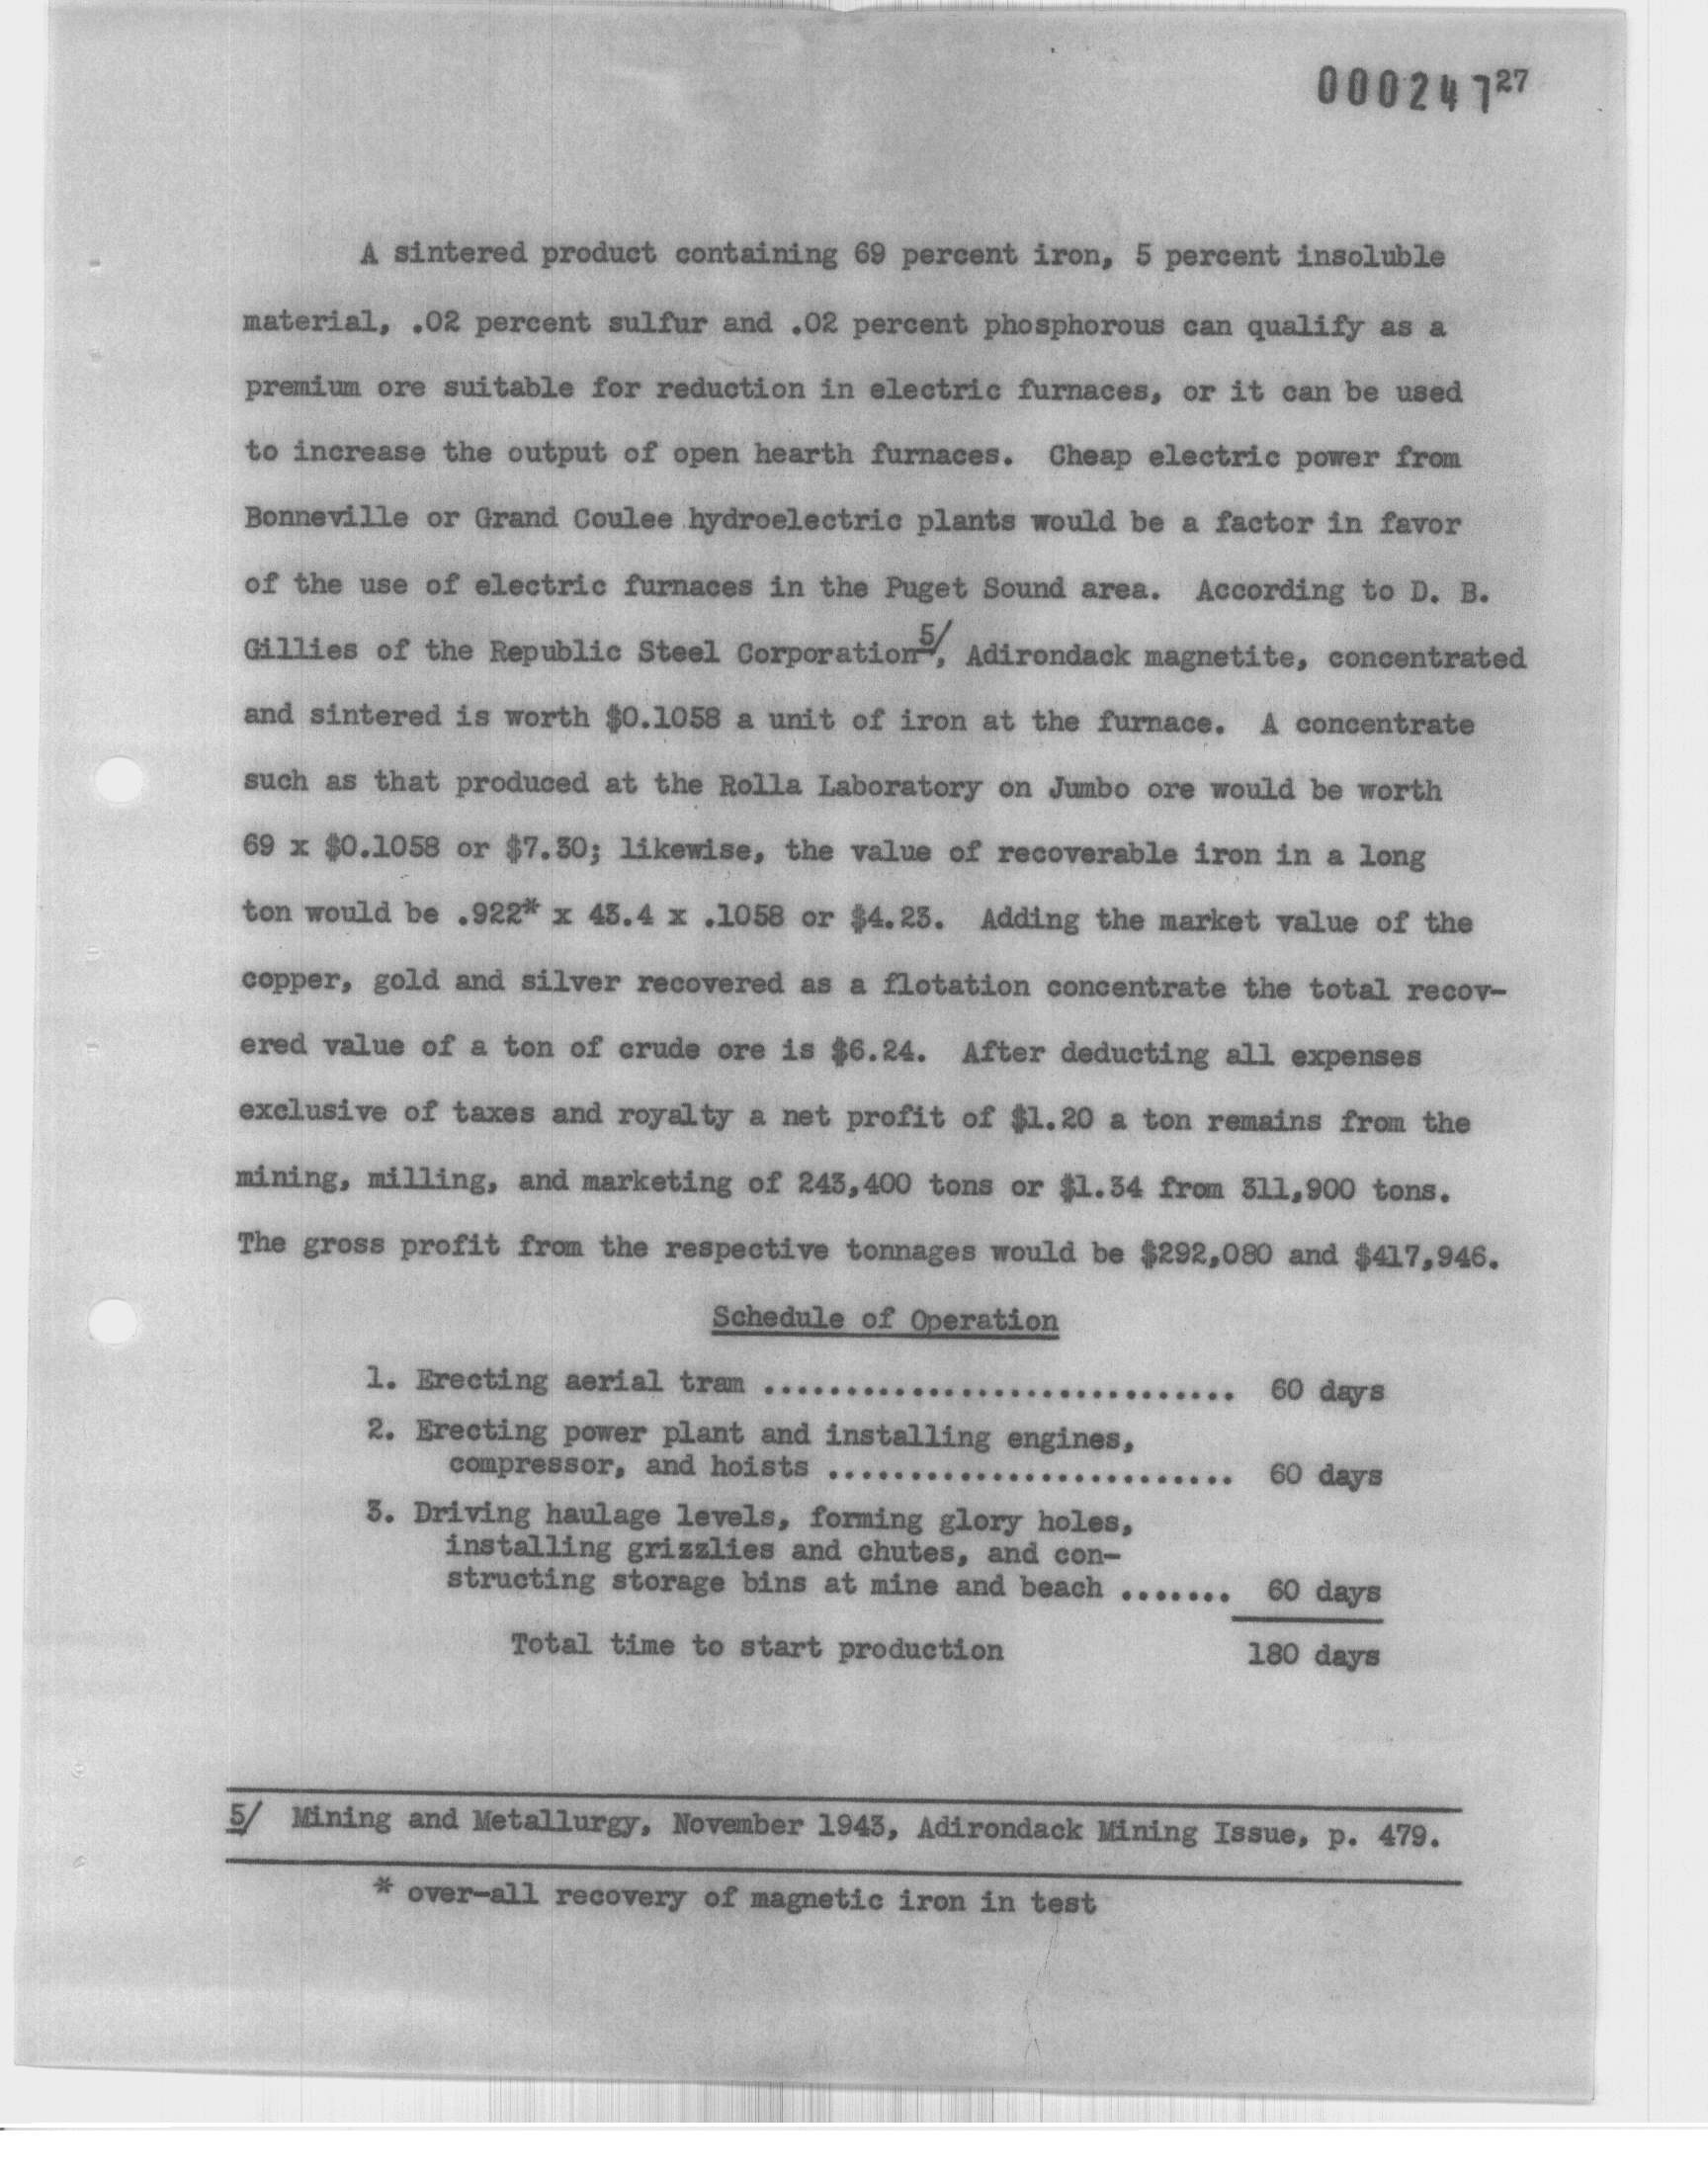 000247 27
A sintered product containing 69 percent iron, 5 percent insoluble
material, .02 percent sulfur and .02 percent phosphorous can qualify as a
premium ore suitable for reduction in electric furnaces, or it can be used
to increase the output of open hearth furnaces. Cheap electric power from
Bonneville or Grand Coulee hydroelectric plants would be a factor in favor
of the use of electric furnaces in the Puget Sound area. According to D. B.
Gillies of the Republic Steel Corporation5/, Adirondack magnetite, concentrated
and sintered is worth $0.1058 a unit of iron at the furnace. A concentrate
such as that produced at the Rolla Laboratory on Jumbo ore would be worth
69 x $0.1058 or $7.30; likewise, the value of recoverable iron in a long
ton would be .922* x 43.4 x .1058 or $4.23. Adding the market value of the
copper, gold and silver recovered as a flotation concentrate the total recov-
ered value of a ton of crude ore is $6.24. After deducting all expenses
exclusive of taxes and royalty a net profit of $1.20 a ton remains from the
mining, milling, and marketing of 243,400 tons or $1.34 from 311,900 tons.
The gross profit from the respective tonnages would be $292,080 and $417,946.
Schedule of Operation
1. Erecting aerial tram ............................. 60 days
2. Erecting power plant and installing engines,
compressor, and hoists ......................... 60 days
3. Driving haulage levels, forming glory holes,
installing grizzlies and chutes, and con-
structing storage bins at mine and beach ....... 60 days
Total time to start production 180 days
5/ Mining and Metallurgy, November 1943, Adirondack Mining Issue, p. 479.
* over-all recovery of magnetic iron in test